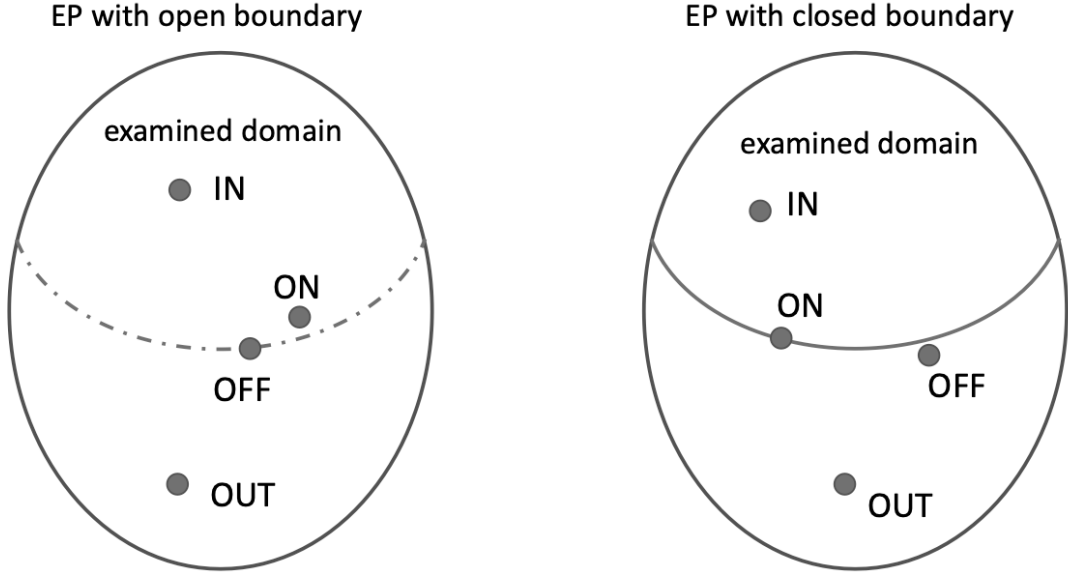 EP with open boundary
examined domain
IN
ON
OFF
OUT
EP with closed boundary
examined domain
IN
ON
OFF
OUT